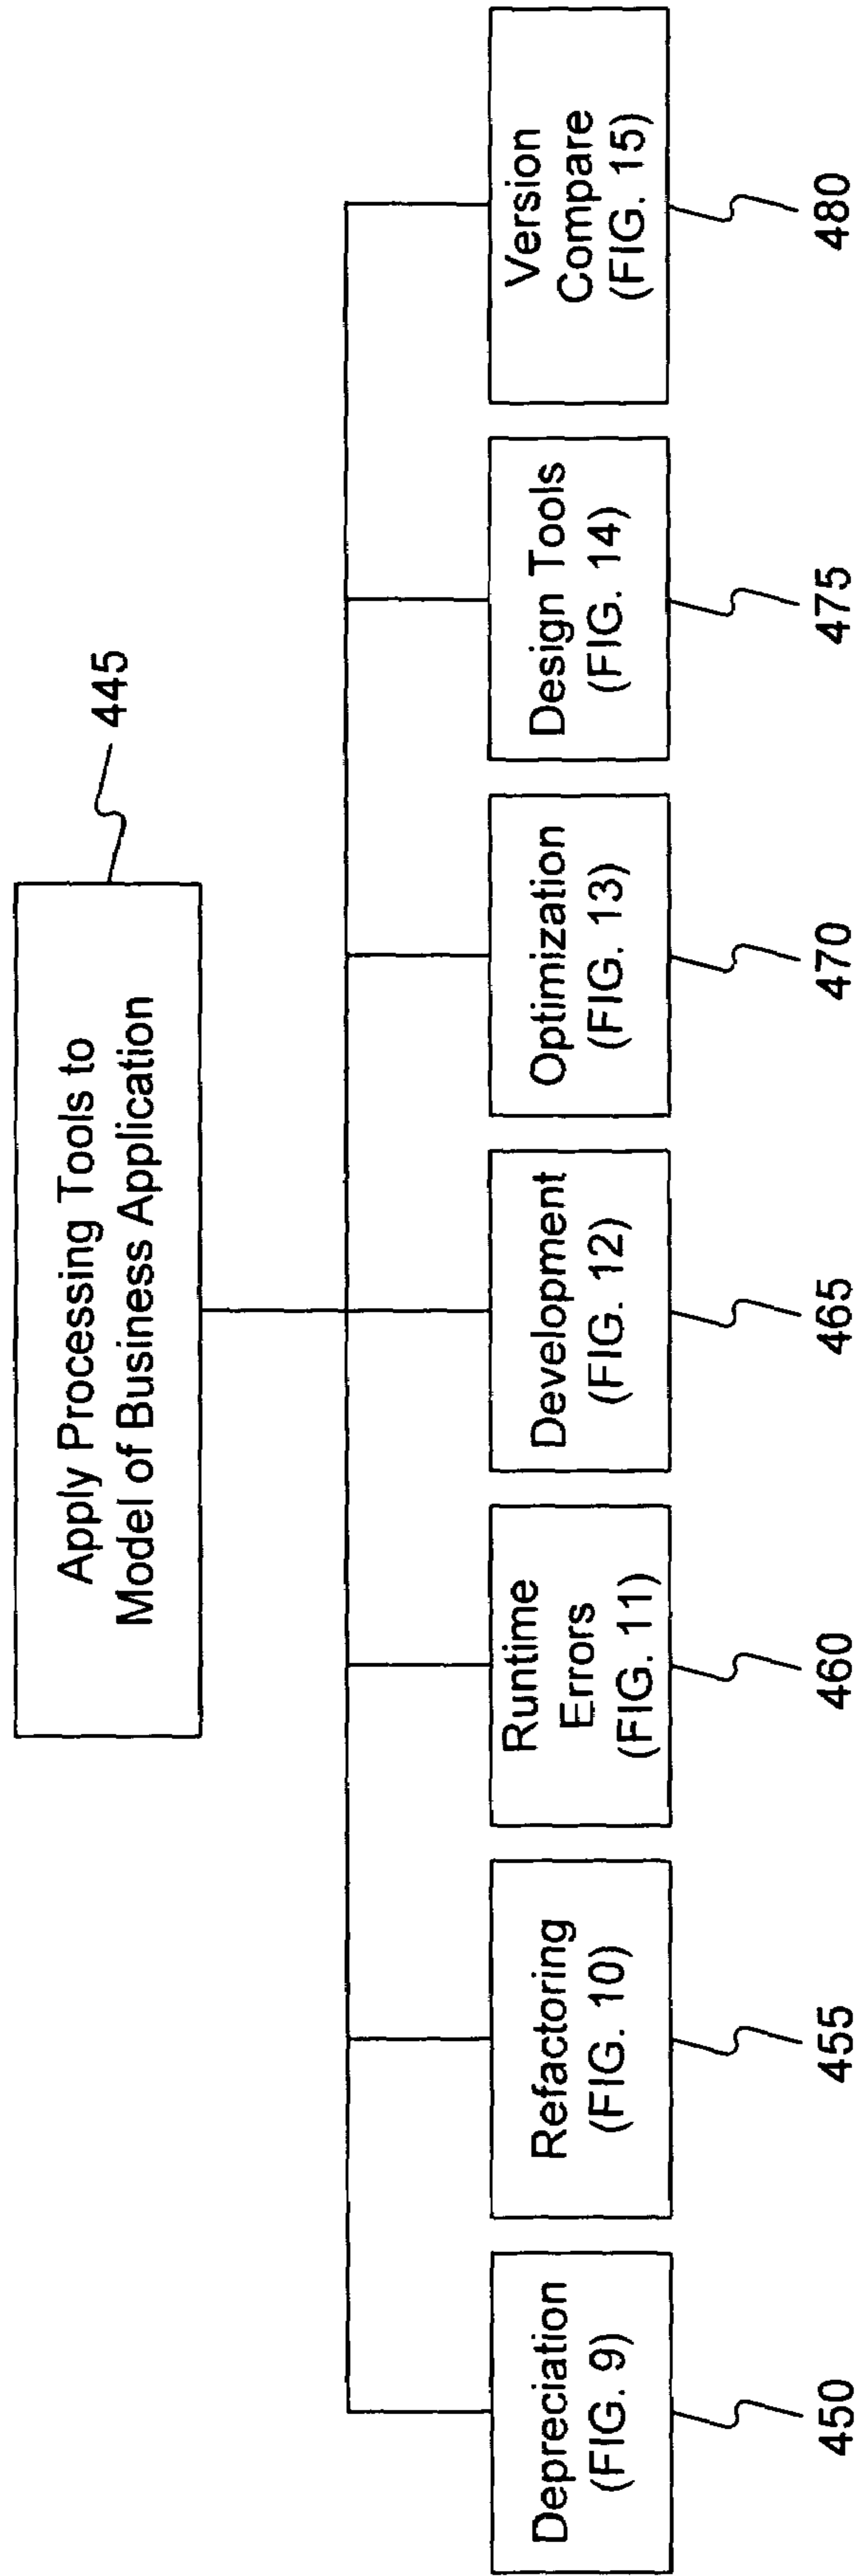 Apply Processing Tools to
Model of Business Application
445
Depreciation
(FIG. 9)
450
Refactoring
(FIG. 10)
455
Runtime
Errors
(FIG. 11)
460
Development
(FIG. 12)
465
Optimization
(FIG. 13)
470
Design Tools
(FIG. 14)
475
Version
Compare
(FIG. 15)
480